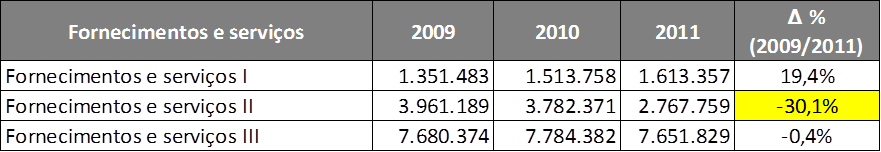 Fornecimentos e serviços 2009 2010 2011 Δ % (2009/2011)
Fornecimentos e serviços I 1.351.483 1.513.758 1.613.357 19,4%
Fornecimentos e serviços II 3.961.189 3.782.371 2.767.759 -30,1%
Fornecimentos e serviços III 7.680.374 7.784.382 7.651.829 -0,4%